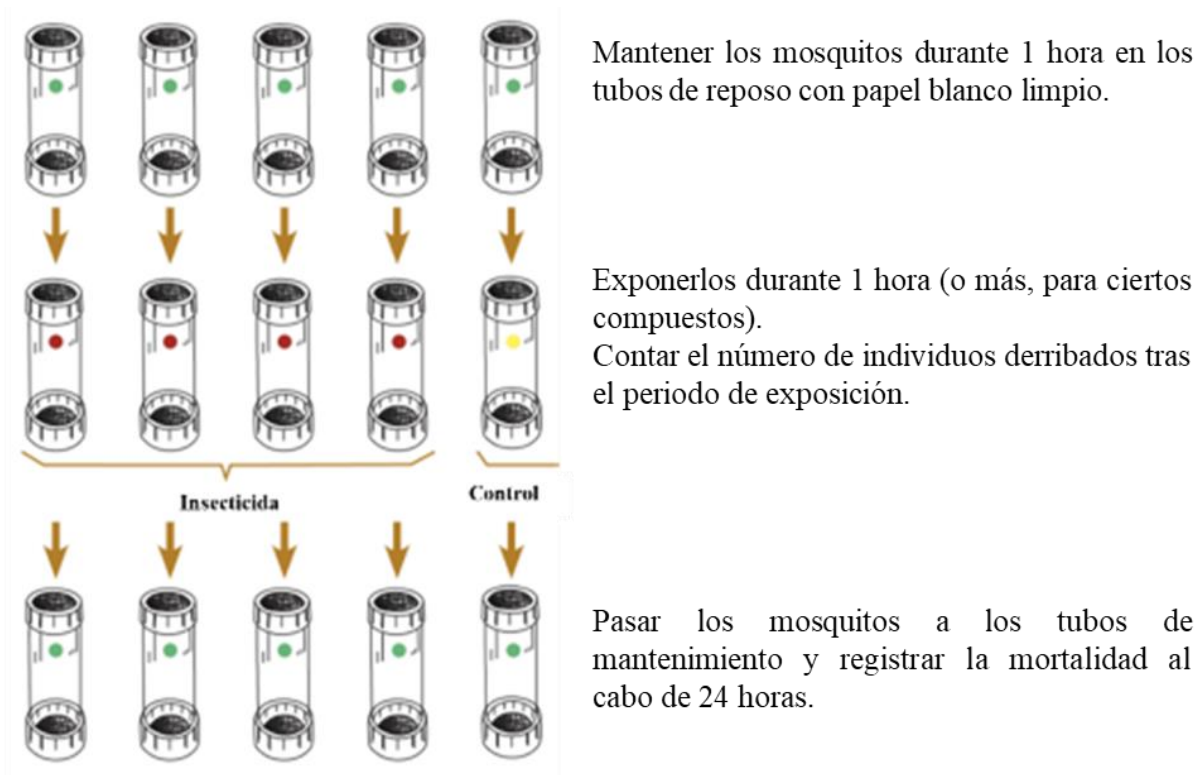 Mantener los mosquitos durante 1 hora en los
tubos de reposo con papel blanco limpio.
Exponerlos durante 1 hora (o más, para ciertos
compuestos).
Contar el número de individuos derribados tras
el periodo de exposición.
Insecticida
Control
Pasar los mosquitos a los tubos de
mantenimiento y registrar la mortalidad al
cabo de 24 horas.